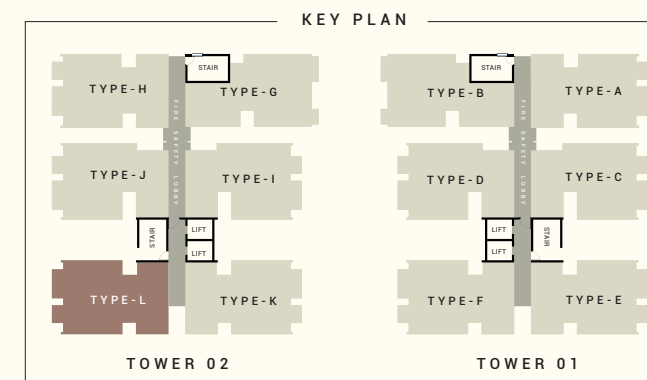 KEY PLAN
STAIR
TYPE-H
TYPE-G
FIRE SAFETY LOBBY
TYPE-J
TYPE-I
STAIR
LIFT
LIFT
TYPE-L
TYPE-K
TOWER 02
STAIR
TYPE-B
TYPE-A
FIRE SAFETY LOBBY
TYPE-D
TYPE-C
LIFT
LIFT
STAIR
TYPE-F
TYPE-E
TOWER 01